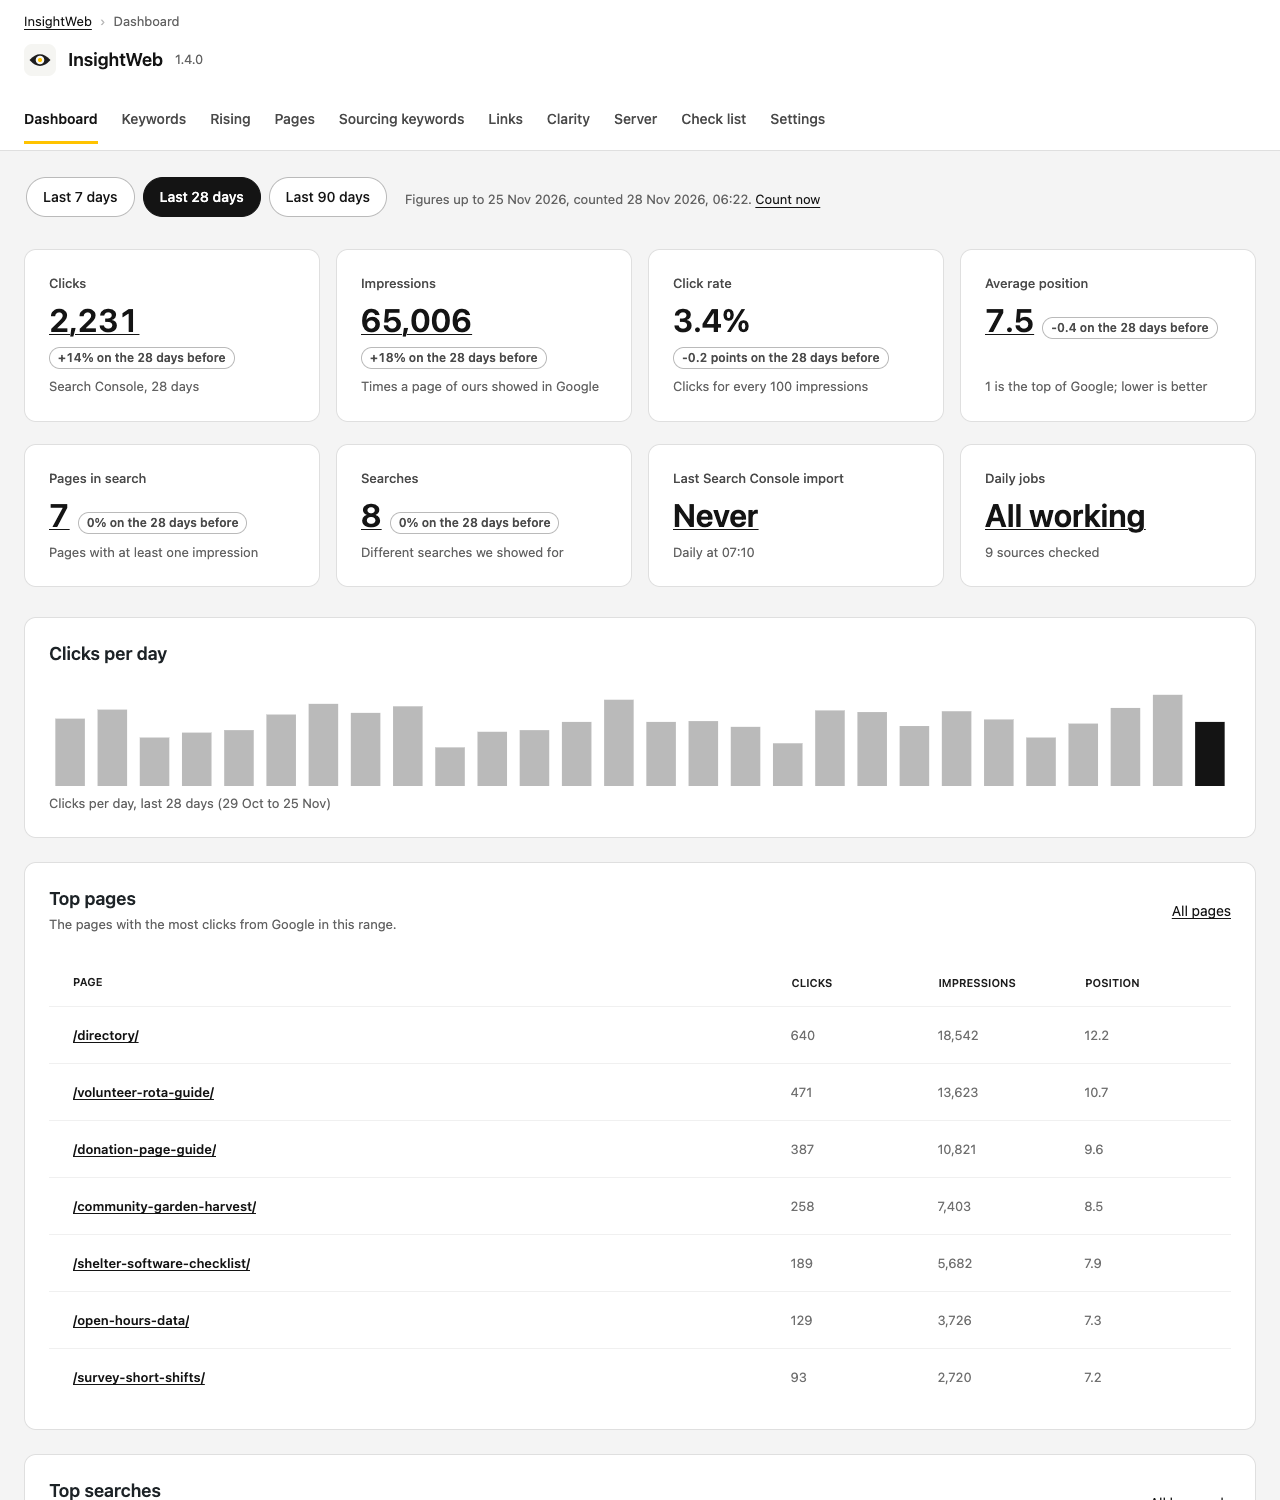 InsightWeb › Dashboard
InsightWeb 1.4.0
Dashboard Keywords Rising Pages Sourcing keywords Links Clarity Server Check list Settings
Last 7 days Last 28 days Last 90 days Figures up to 25 Nov 2026, counted 28 Nov 2026, 06:22. Count now
Clicks
2,231
+14% on the 28 days before
Search Console, 28 days
Impressions
65,006
+18% on the 28 days before
Times a page of ours showed in Google
Click rate
3.4%
-0.2 points on the 28 days before
Clicks for every 100 impressions
Average position
7.5 -0.4 on the 28 days before
1 is the top of Google; lower is better
Pages in search
7 0% on the 28 days before
Pages with at least one impression
Searches
8 0% on the 28 days before
Different searches we showed for
Last Search Console import
Never
Daily at 07:10
Daily jobs
All working
9 sources checked
Clicks per day
Clicks per day, last 28 days (29 Oct to 25 Nov)
Top pages
The pages with the most clicks from Google in this range.
All pages
PAGE CLICKS IMPRESSIONS POSITION
/directory/ 640 18,542 12.2
/volunteer-rota-guide/ 471 13,623 10.7
/donation-page-guide/ 387 10,821 9.6
/community-garden-harvest/ 258 7,403 8.5
/shelter-software-checklist/ 189 5,682 7.9
/open-hours-data/ 129 3,726 7.3
/survey-short-shifts/ 93 2,720 7.2
Top searches